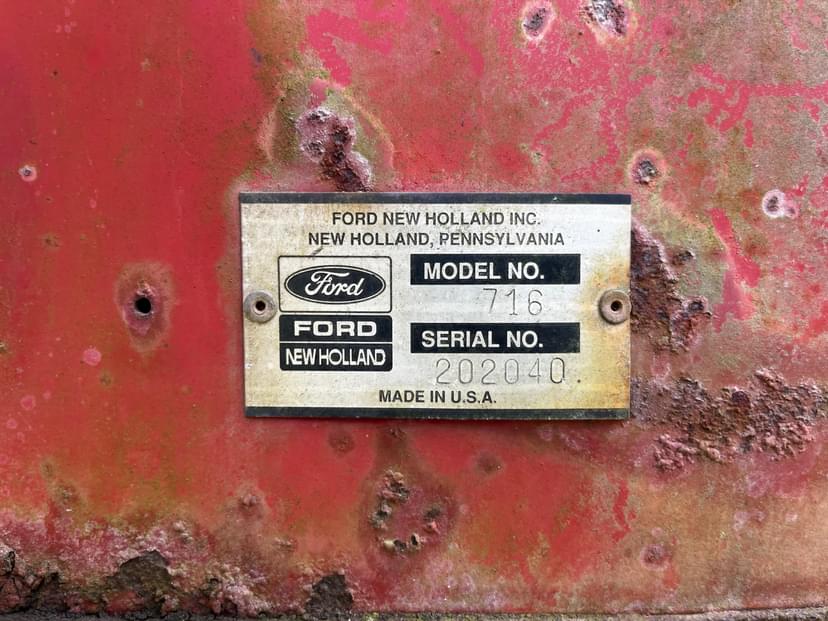 FORD NEW HOLLAND INC.
NEW HOLLAND, PENNSYLVANIA
Ford
FORD
NEW HOLLAND
MODEL NO.
716
SERIAL NO.
202040
MADE IN U.S.A.